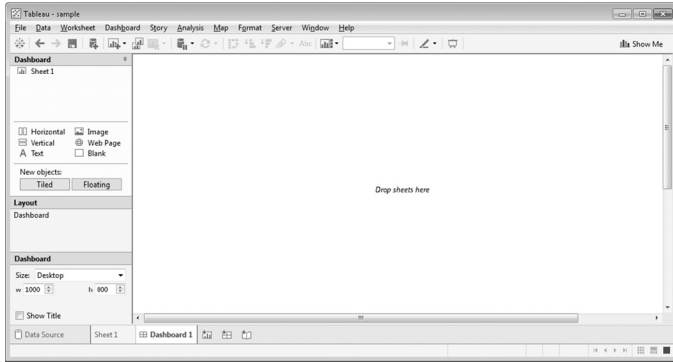 Tableau - sample
File Data Worksheet Dashboard Story Analysis Map Format Server Window Help
Abc Show Me
Dashboard
Sheet 1
Horizontal Image
Vertical Web Page
A Text Blank
New objects:
Tiled Floating
Drop sheets here
Layout
Dashboard
Dashboard
Size: Desktop
w 1000 h 800
Show Title
Data Source Sheet 1 Dashboard 1